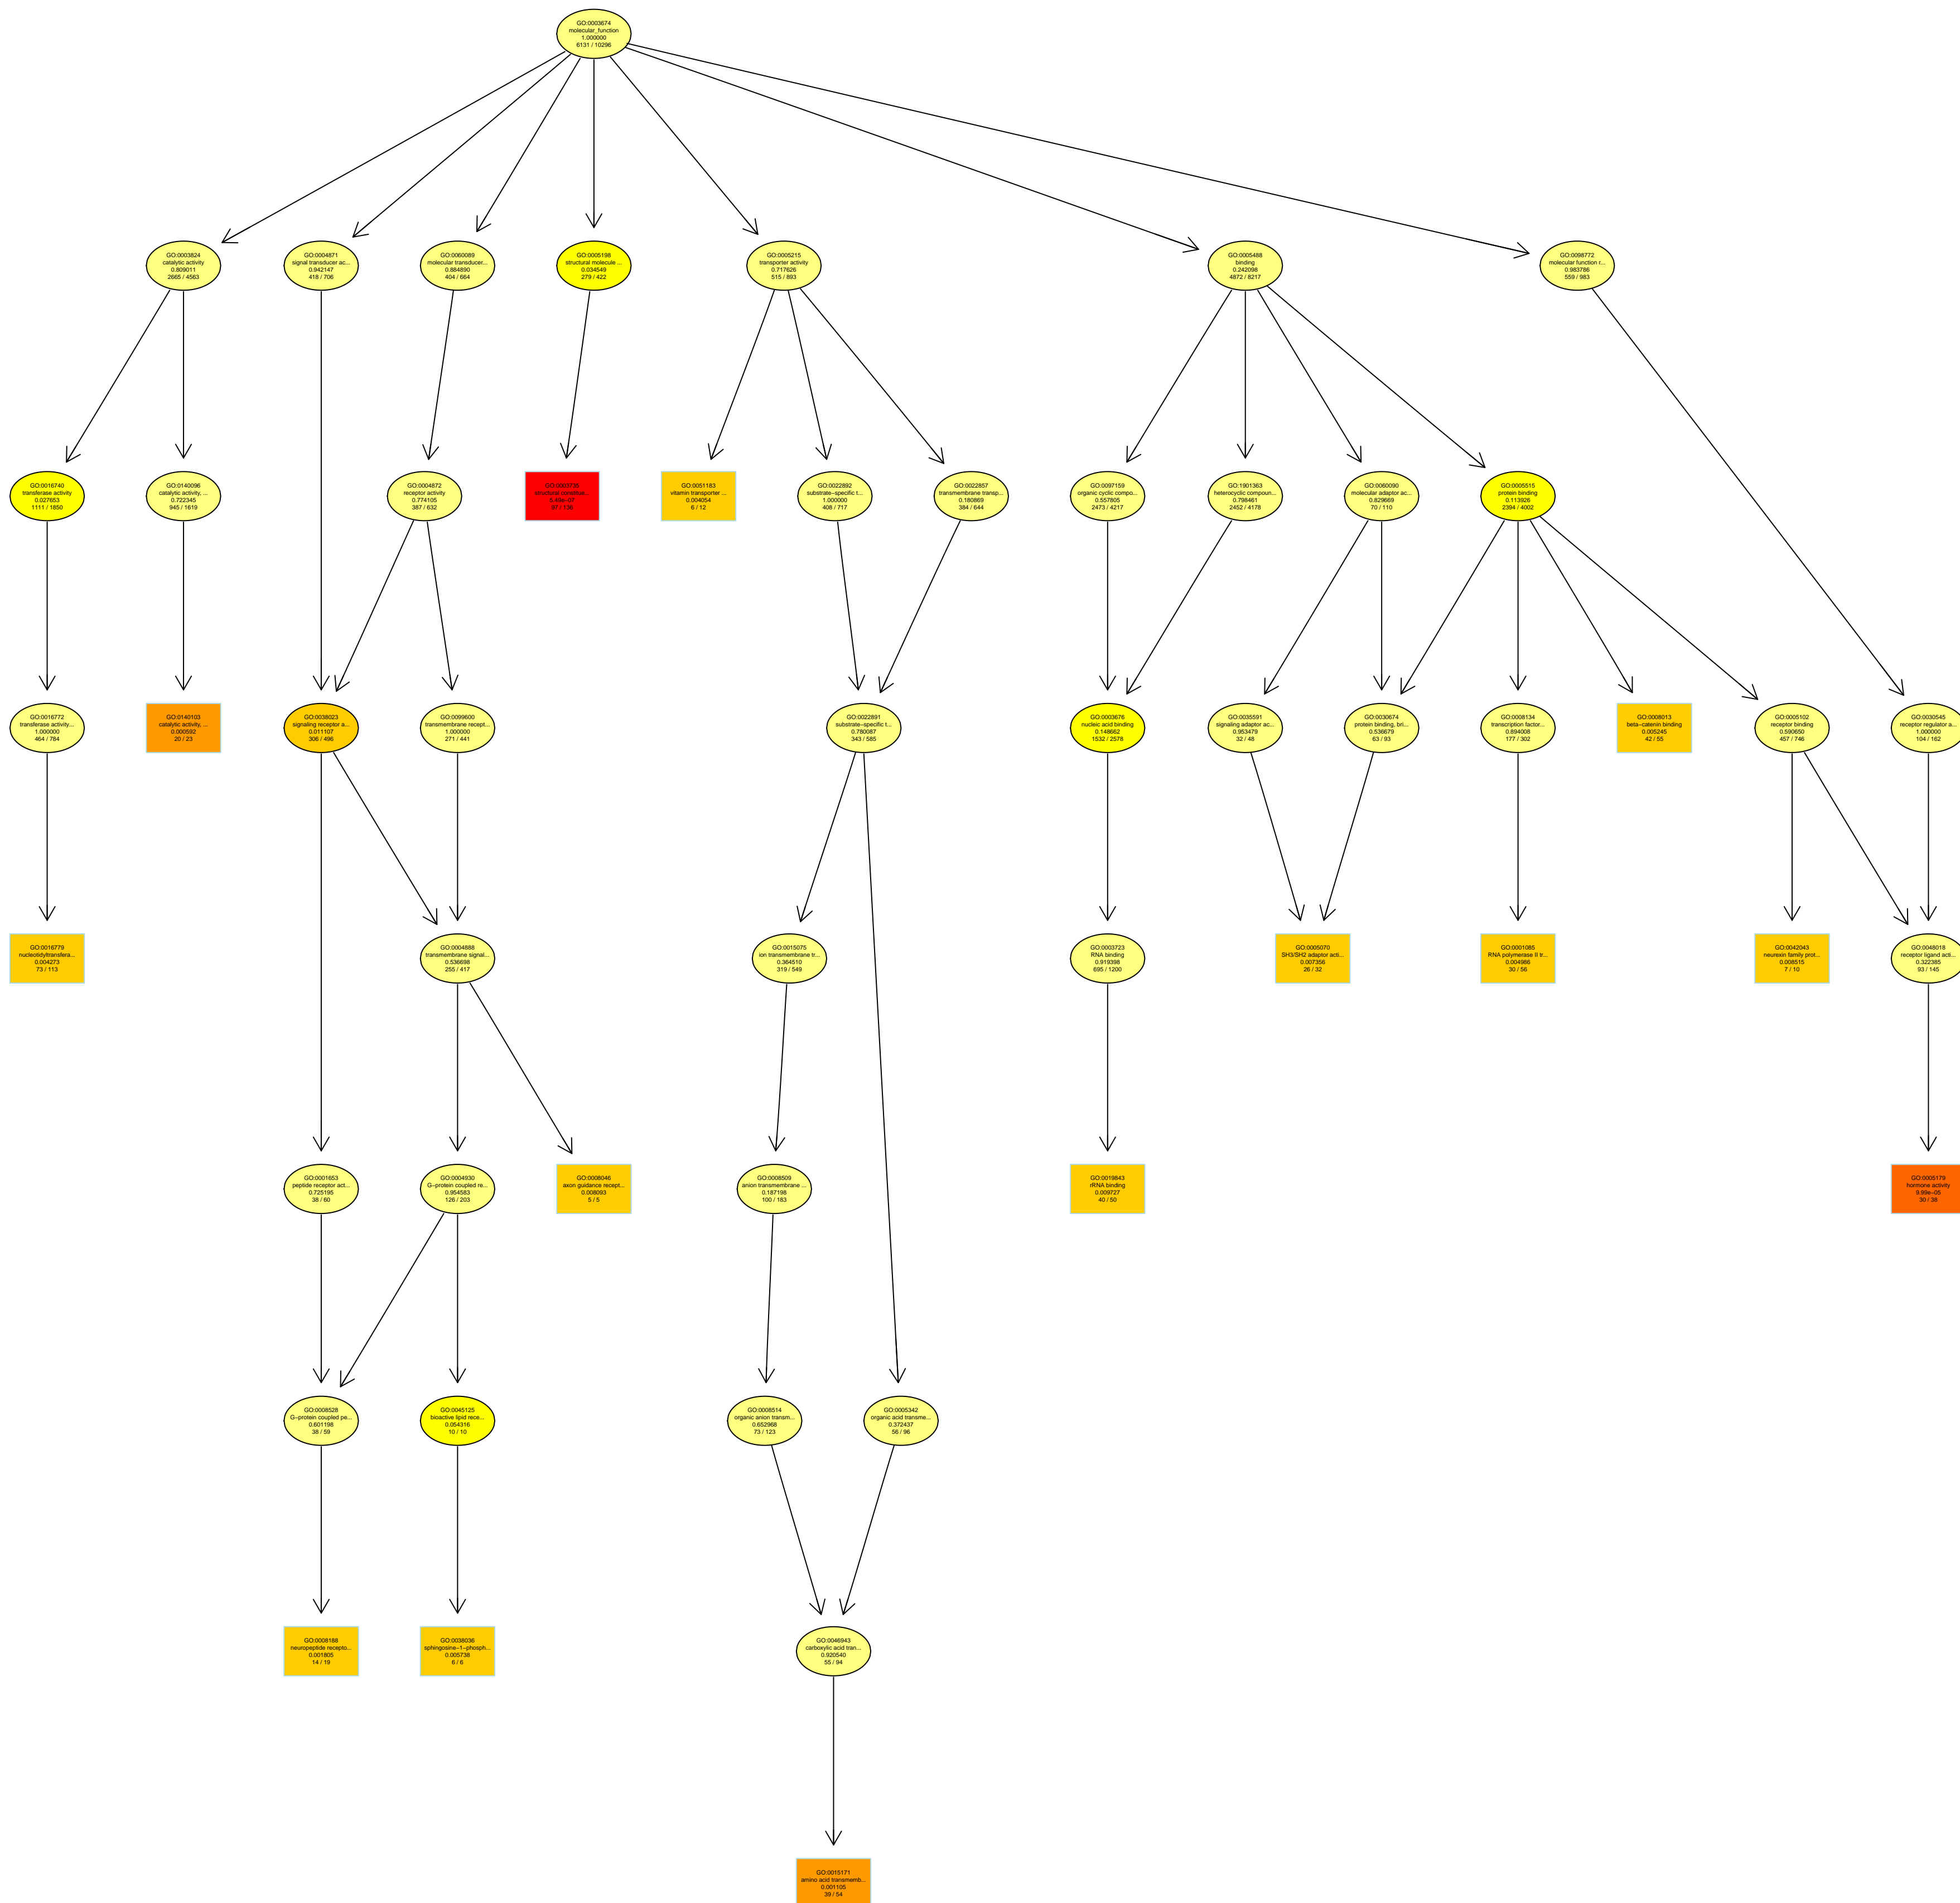 GO:0003674
molecular_function
1.000000
6131 / 10296
GO:0003824
catalytic activity
0.809011
2665 / 4563
GO:0004871
signal transducer ac...
0.942147
418 / 706
GO:0060089
molecular transducer...
0.884890
404 / 664
GO:0005198
structural molecule ...
0.034549
279 / 422
GO:0005215
transporter activity
0.717626
515 / 893
GO:0005488
binding
0.242098
4872 / 8217
GO:0098772
molecular function r...
0.983786
559 / 983
GO:0016740
transferase activity
0.027653
1111 / 1850
GO:0140096
catalytic activity, ...
0.722345
945 / 1619
GO:0004872
receptor activity
0.774105
387 / 632
GO:0003735
structural constitue...
97 / 136
GO:0051183
vitamin transporter ...
0.004054
6 / 12
GO:0022892
substrate−specific t...
1.000000
408 / 717
GO:0022857
transmembrane transp...
0.180869
384 / 644
GO:0097159
organic cyclic compo...
0.557805
2473 / 4217
GO:1901363
heterocyclic compoun...
0.798461
2452 / 4178
GO:0060090
molecular adaptor ac...
0.829669
70 / 110
GO:0005515
protein binding
0.113926
2394 / 4002
GO:0016772
transferase activity...
1.000000
464 / 784
GO:0140103
catalytic activity, ...
0.000592
20 / 23
GO:0038023
signaling receptor a...
0.011107
306 / 496
GO:0099600
transmembrane recept...
1.000000
271 / 441
GO:0022891
substrate−specific t...
0.780087
343 / 585
GO:0003676
nucleic acid binding
0.148662
1532 / 2578
GO:0035591
signaling adaptor ac...
0.953479
32 / 48
GO:0030674
protein binding, bri...
0.536679
63 / 93
GO:0008134
transcription factor...
0.894008
177 / 302
GO:0008013
beta−catenin binding
0.005245
42 / 55
GO:0005102
receptor binding
0.590650
457 / 746
GO:0030545
receptor regulator a...
1.000000
104 / 162
GO:0016779
nucleotidyltransfera...
0.004273
73 / 113
GO:0004888
transmembrane signal...
0.536698
255 / 417
GO:0015075
ion transmembrane tr...
0.364510
319 / 549
GO:0003723
RNA binding
0.919398
695 / 1200
GO:0005070
SH3/SH2 adaptor acti...
0.007356
26 / 32
GO:0001085
RNA polymerase II tr...
0.004986
30 / 56
GO:0042043
neurexin family prot...
0.008515
7 / 10
GO:0048018
receptor ligand acti...
0.322385
93 / 145
GO:0001653
peptide receptor act...
0.725195
38 / 60
GO:0004930
G−protein coupled re...
0.954583
126 / 203
GO:0008046
axon guidance recept...
0.008093
5 / 5
GO:0008509
anion transmembrane ...
0.187198
100 / 183
GO:0019843
rRNA binding
0.009727
40 / 50
GO:0005179
hormone activity
9.99e−05
30 / 38
GO:0008528
G−protein coupled pe...
0.601198
38 / 59
GO:0045125
bioactive lipid rece...
0.054316
10 / 10
GO:0008514
organic anion transm...
0.652968
73 / 123
GO:0005342
organic acid transme...
0.372437
56 / 96
GO:0008188
neuropeptide recepto...
0.001805
14 / 19
GO:0038036
sphingosine−1−phosph...
0.005738
6 / 6
GO:0046943
carboxylic acid tran...
0.920540
55 / 94
GO:0015171
amino acid transmemb...
0.001105
39 / 54